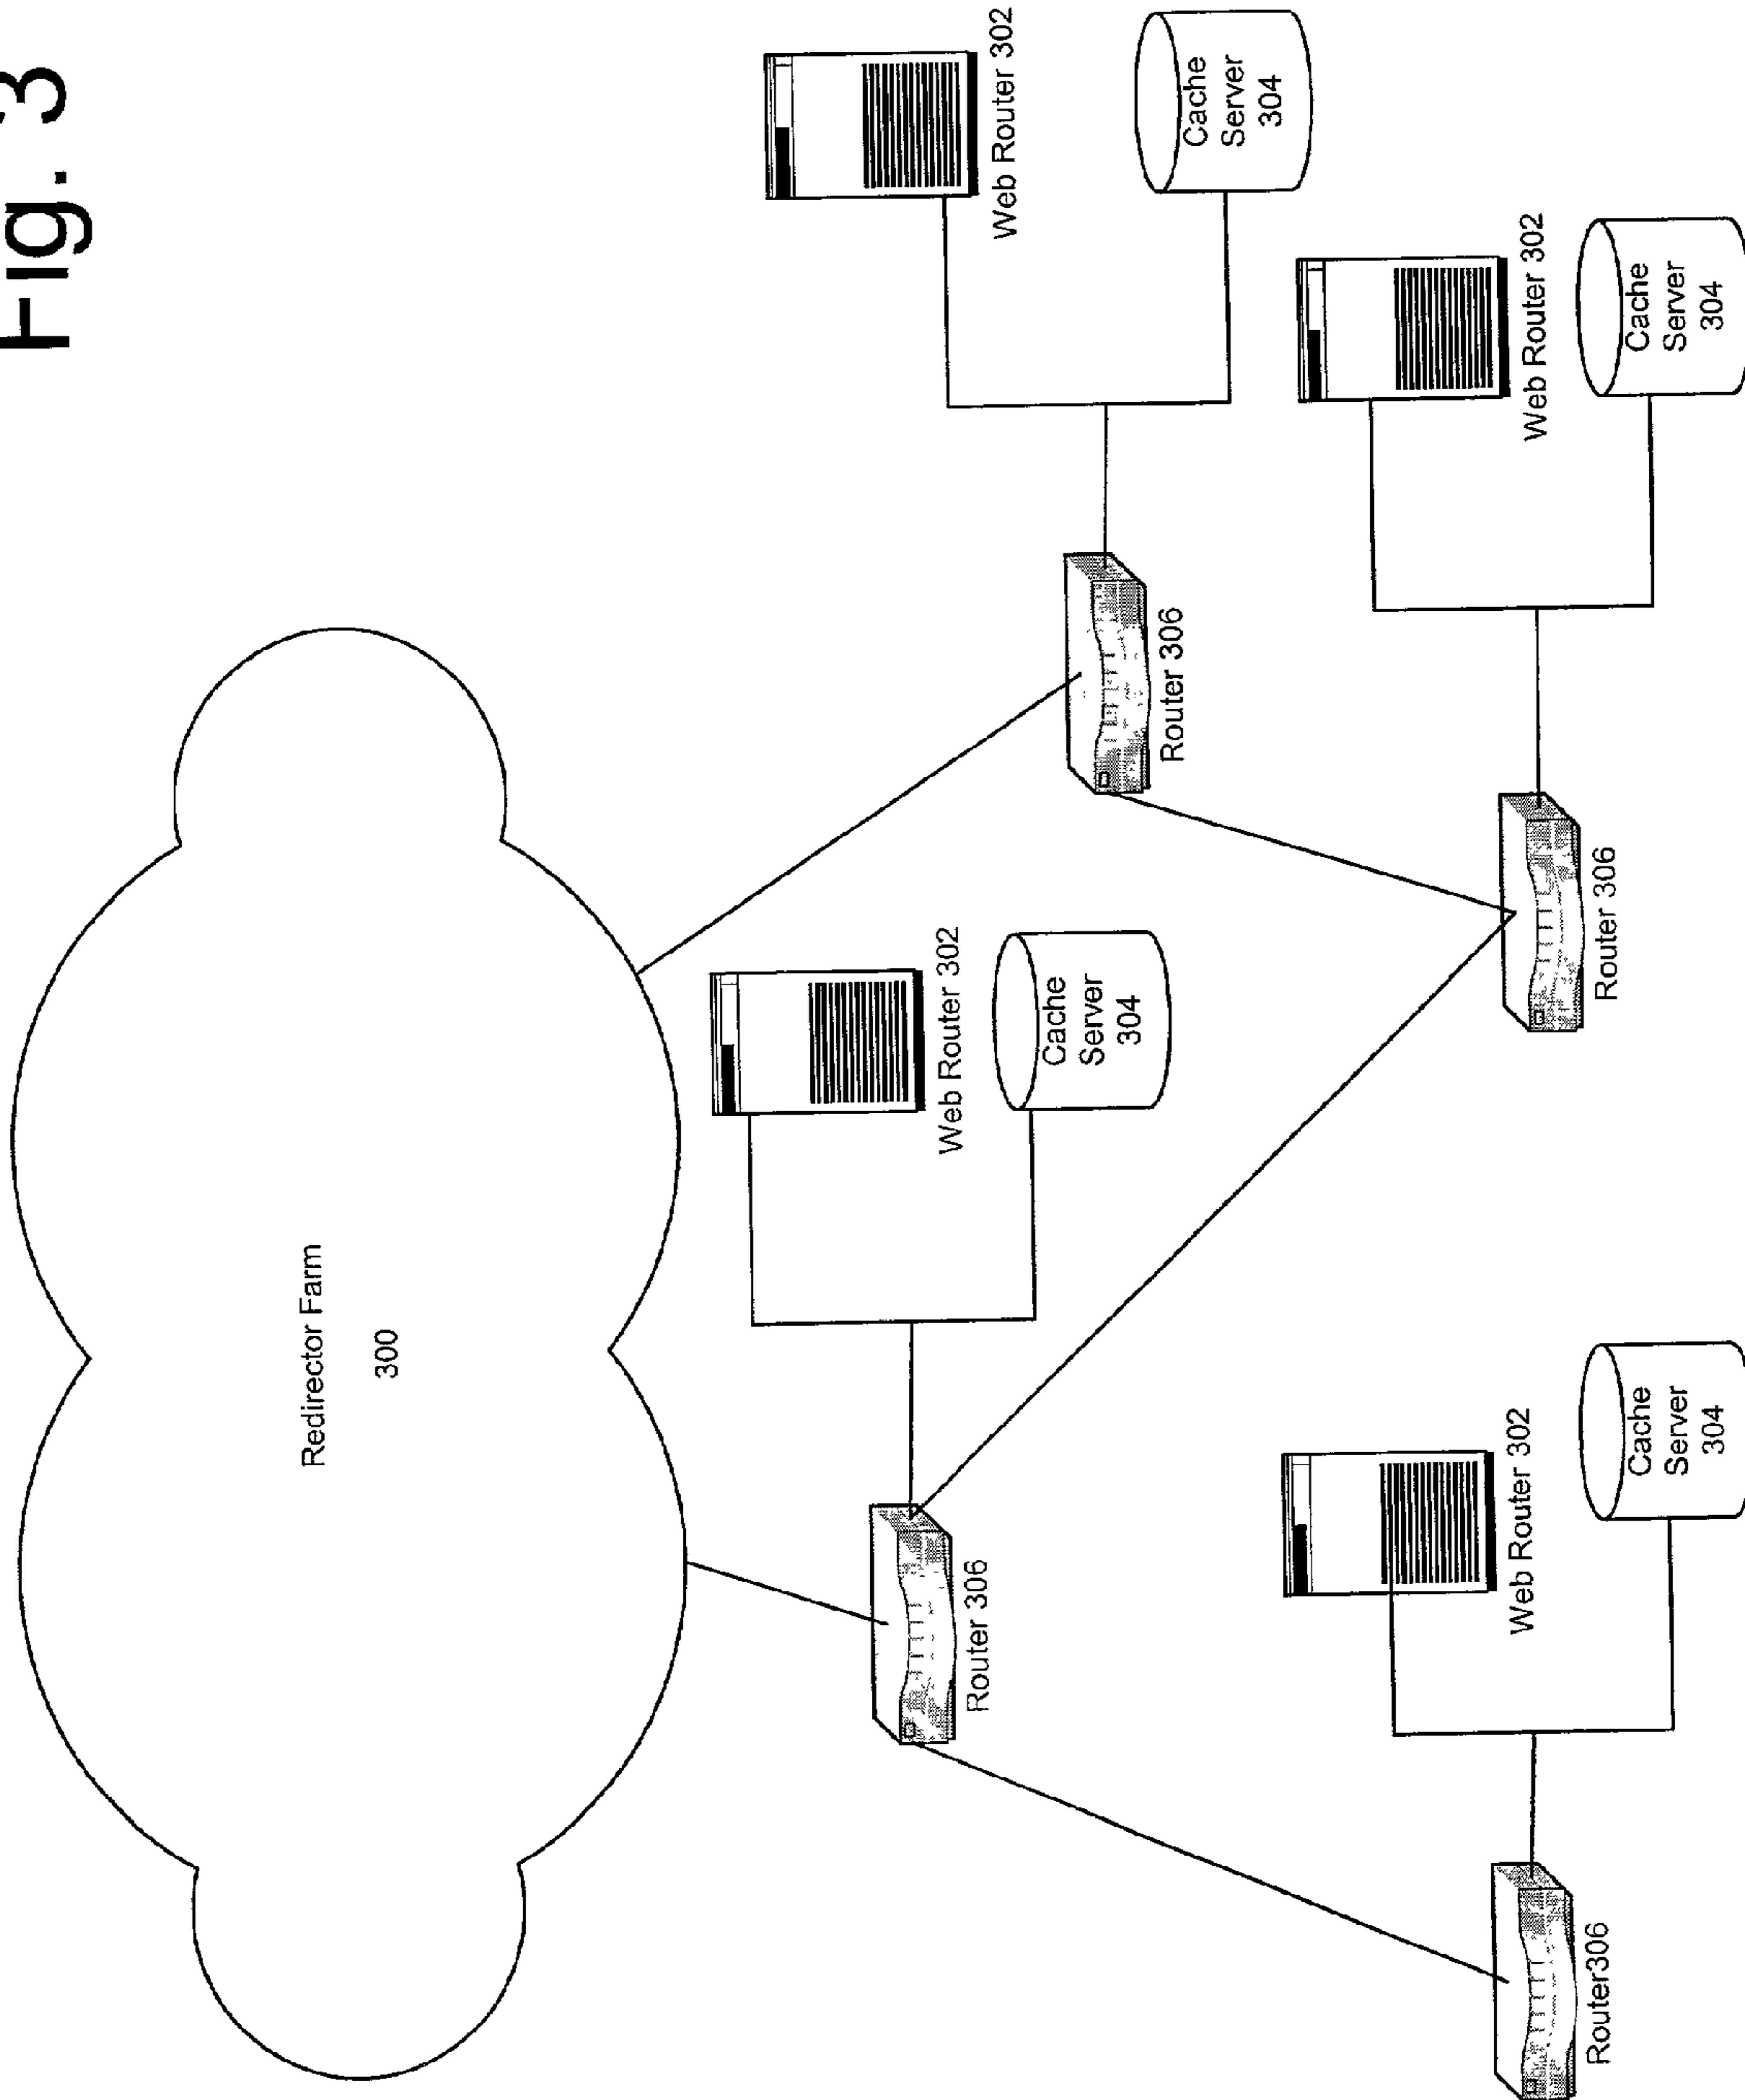 Fig. 3
Redirector Farm
300
Web Router 302
Cache
Server
304
Router 306
Web Router 302
Cache
Server
304
Router 306
Web Router 302
Cache
Server
304
Router 306
Web Router 302
Cache
Server
304
Router306